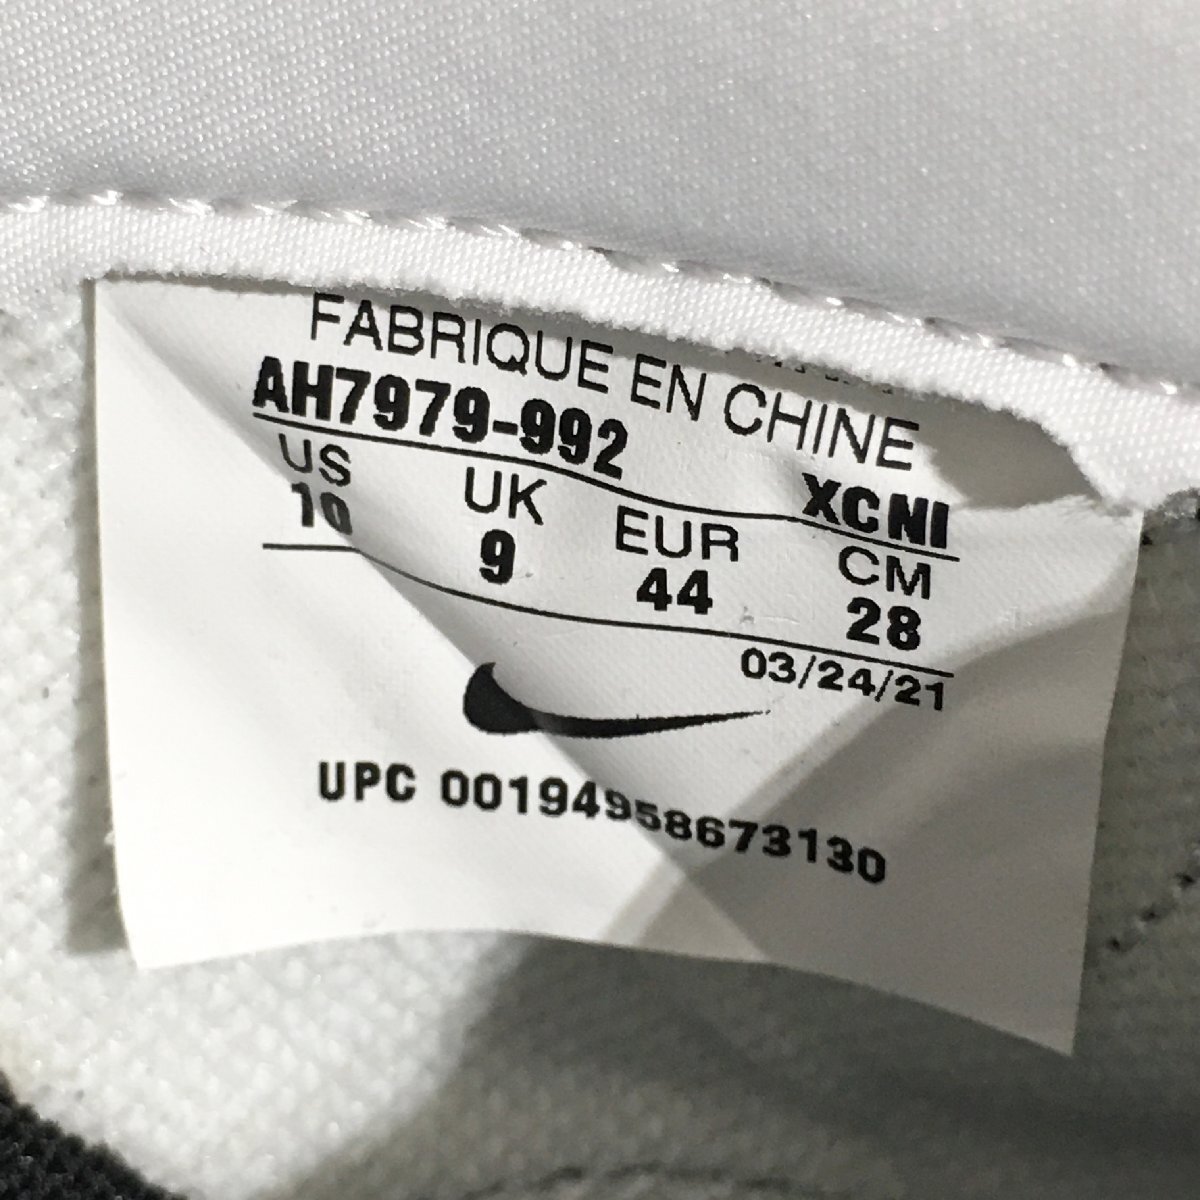 FABRIQUE EN CHINE
AH7979-992 XCNI
US UK EUR CM
10 9 44 28
03/24/21
UPC 00194958673130